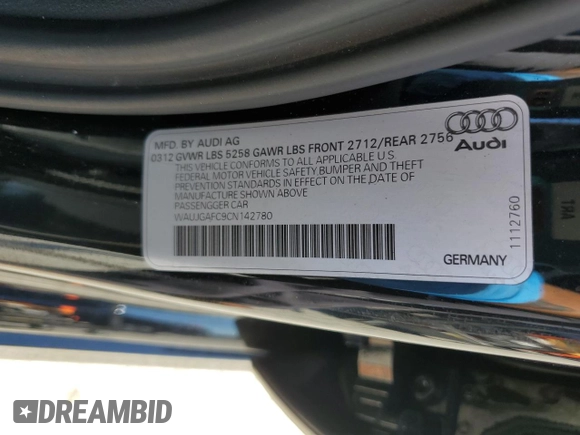 MFD. BY AUDI AG
0312 GVWR LBS 5258 GAWR LBS FRONT 2712/REAR 2756
THIS VEHICLE CONFORMS TO ALL APPLICABLE U.S.
FEDERAL MOTOR VEHICLE SAFETY,BUMPER AND THEFT
PREVENTION STANDARDS IN EFFECT ON THE DATE OF
MANUFACTURE SHOWN ABOVE
PASSENGGER CAR
WAUJGAFC9CN142780
Audi
1112760
GERMANY
DREAMBID